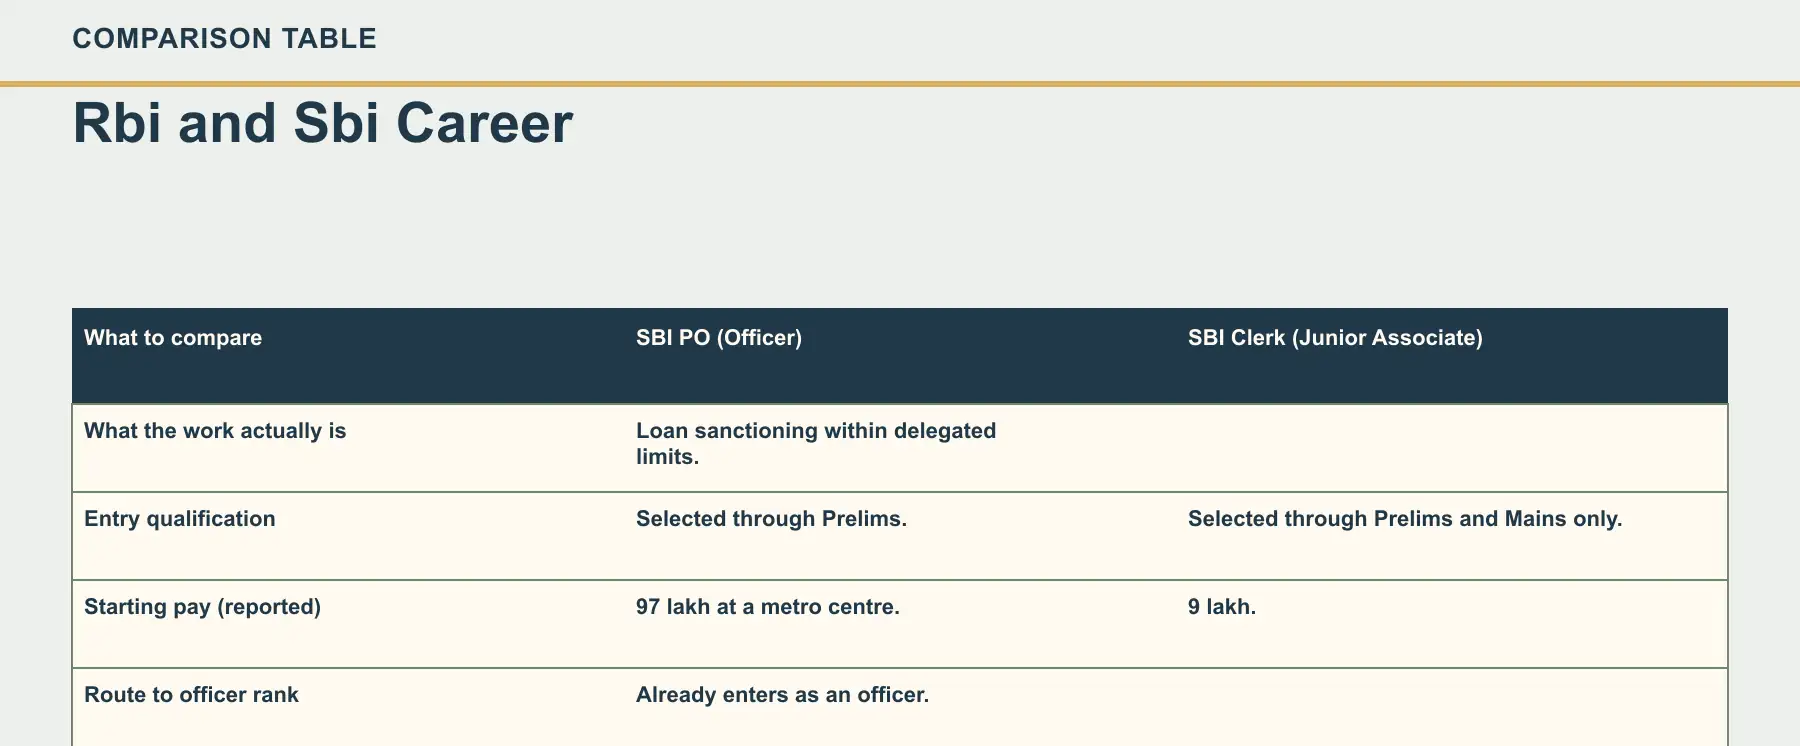 COMPARISON TABLE
Rbi and Sbi Career
What to compare
SBI PO (Officer)
SBI Clerk (Junior Associate)
What the work actually is
Loan sanctioning within delegated
limits.
Entry qualification
Selected through Prelims.
Selected through Prelims and Mains only.
Starting pay (reported)
97 lakh at a metro centre.
9 lakh.
Route to officer rank
Already enters as an officer.